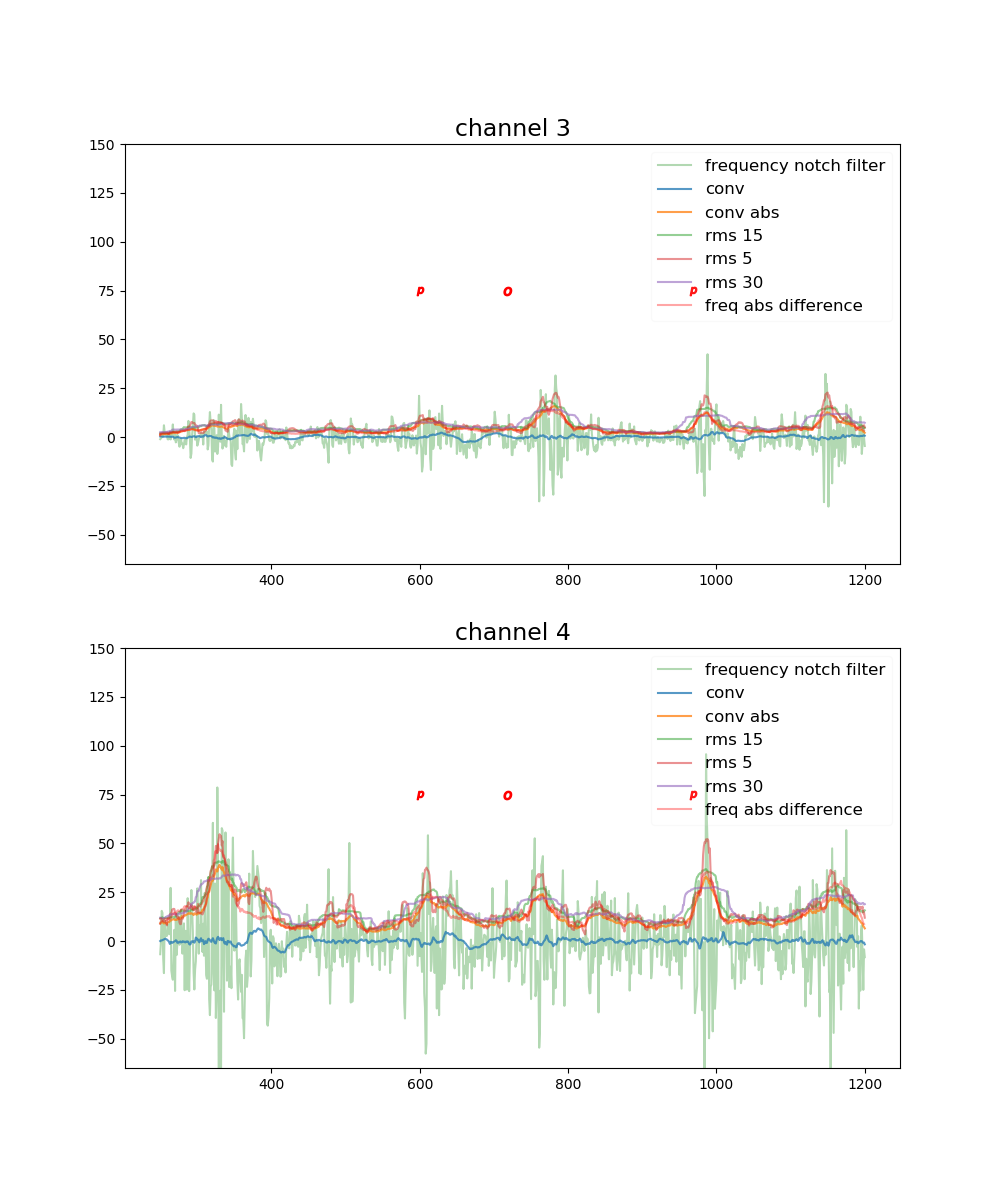 channel 3
150
125
100
75
50
25
0
−25
−50
400 600 800 1000 1200
frequency notch filter
conv
conv abs
rms 15
rms 5
rms 30
freq abs difference
p o p
channel 4
150
125
100
75
50
25
0
−25
−50
400 600 800 1000 1200
frequency notch filter
conv
conv abs
rms 15
rms 5
rms 30
freq abs difference
p o p